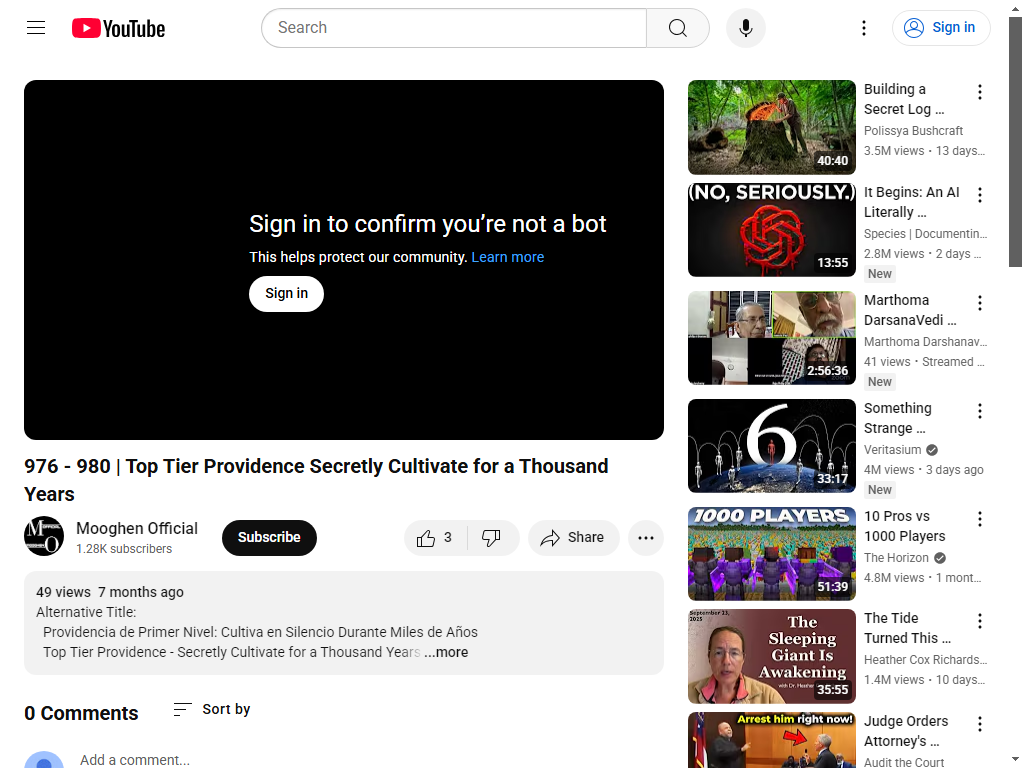 YouTube
Search
Sign in
Sign in to confirm you're not a bot
This helps protect our community. Learn more
Sign in
976 - 980 | Top Tier Providence Secretly Cultivate for a Thousand
Years
Mooghen Official
1.28K subscribers
Subscribe
3
Share
49 views 7 months ago
Alternative Title:
Providencia de Primer Nivel: Cultiva en Silencio Durante Miles de Años
Top Tier Providence - Secretly Cultivate for a Thousand Years ...more
0 Comments
Sort by
Add a comment...
40:40
Building a
Secret Log ...
Polissya Bushcraft
3.5M views • 13 days...
(NO, SERIOUSLY.)
13:55
It Begins: An AI
Literally ...
Species | Documentin...
2.8M views • 2 days ...
New
2:56:36
Marthoma
DarsanaVedi ...
Marthoma Darshanav...
41 views • Streamed ...
New
6
33:17
Something
Strange ...
Veritasium
4M views • 3 days ago
New
1000 PLAYERS
51:39
10 Pros vs
1000 Players
The Horizon
4.8M views • 1 mont...
September 23,
2025
The
Sleeping
Giant Is
Awakening
35:55
The Tide
Turned This ...
Heather Cox Richards...
1.4M views • 10 days...
Arrest him right now!
Judge Orders
Attorney's ...
Audit the Court